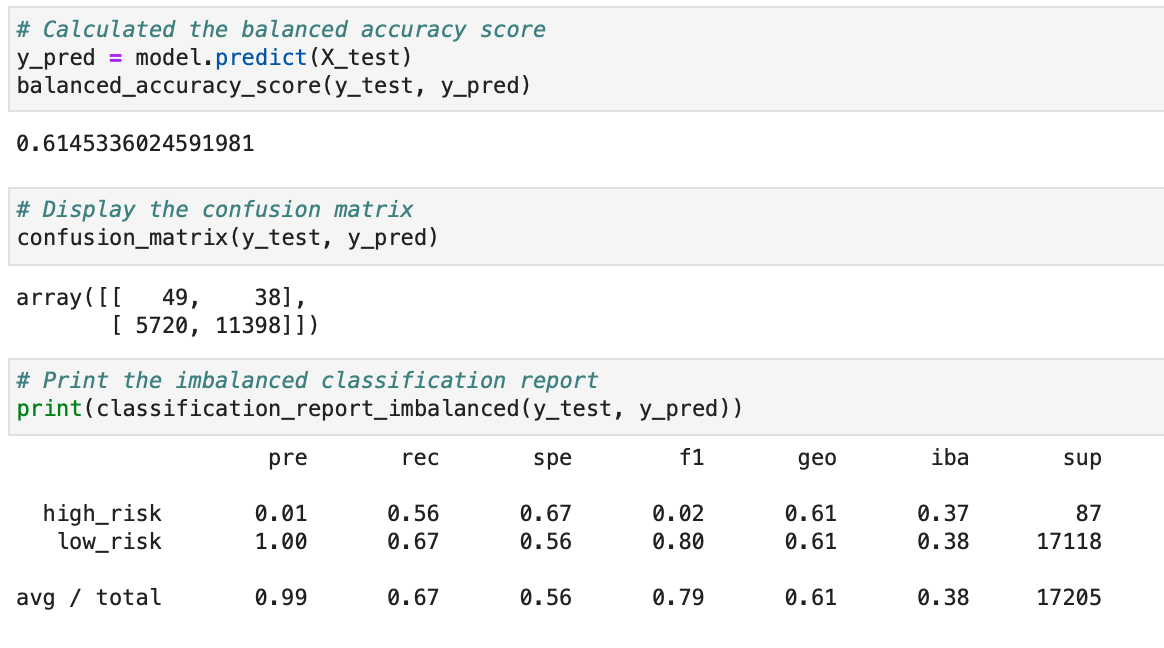 # Calculated the balanced accuracy score
y_pred = model.predict(X_test)
balanced_accuracy_score(y_test, y_pred)
0.6145336024591981
# Display the confusion matrix
confusion_matrix(y_test, y_pred)
array([[   49,    38],
       [ 5720, 11398]])
# Print the imbalanced classification report
print(classification_report_imbalanced(y_test, y_pred))
                   pre       rec       spe        f1       geo       iba       sup
  high_risk       0.01      0.56      0.67      0.02      0.61      0.37        87
   low_risk       1.00      0.67      0.56      0.80      0.61      0.38     17118
avg / total       0.99      0.67      0.56      0.79      0.61      0.38     17205